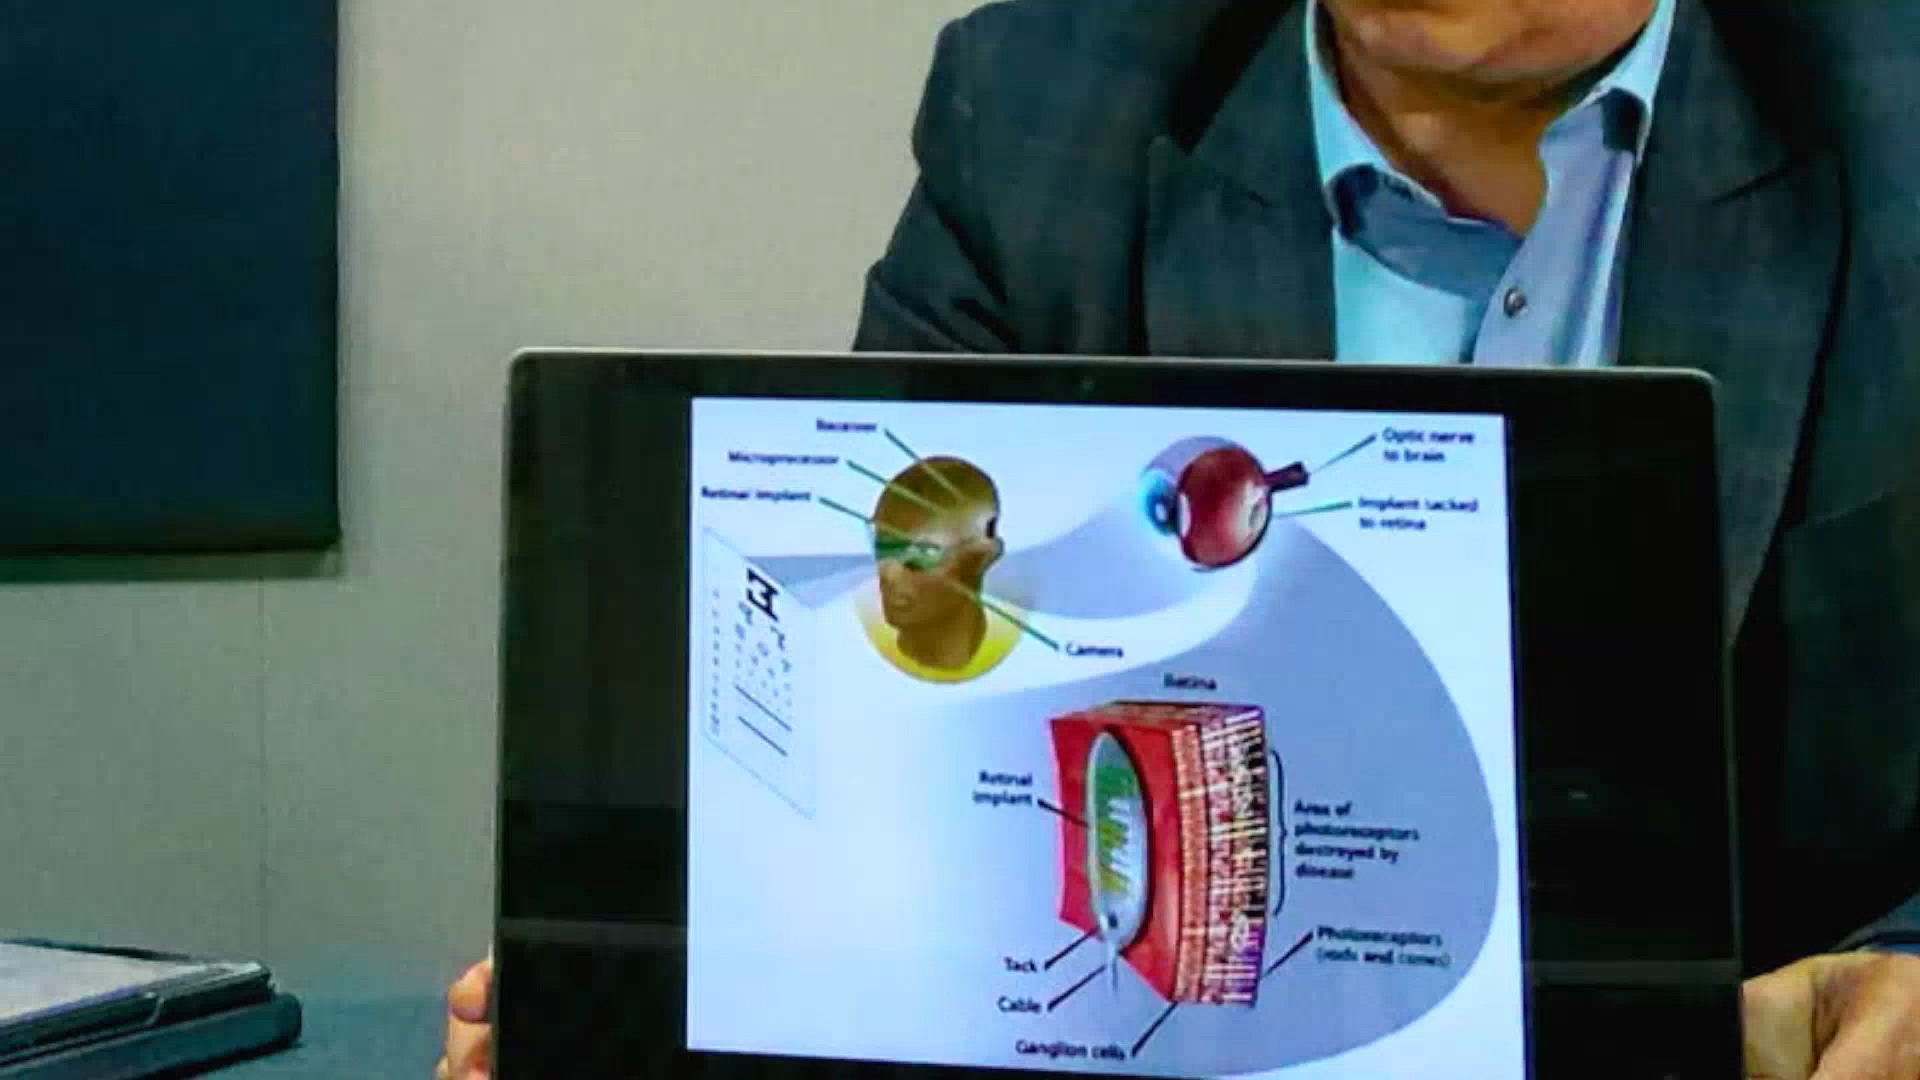 Receiver
Microprocessor
Retinal implant
Optic nerve
to brain
Implant tacked
to retina
Camera
Retina
Retinal
implant
Area of
photoreceptors
destroyed by
disease
Tack
Photoreceptors
(rods and cones)
Cable
Ganglion cells